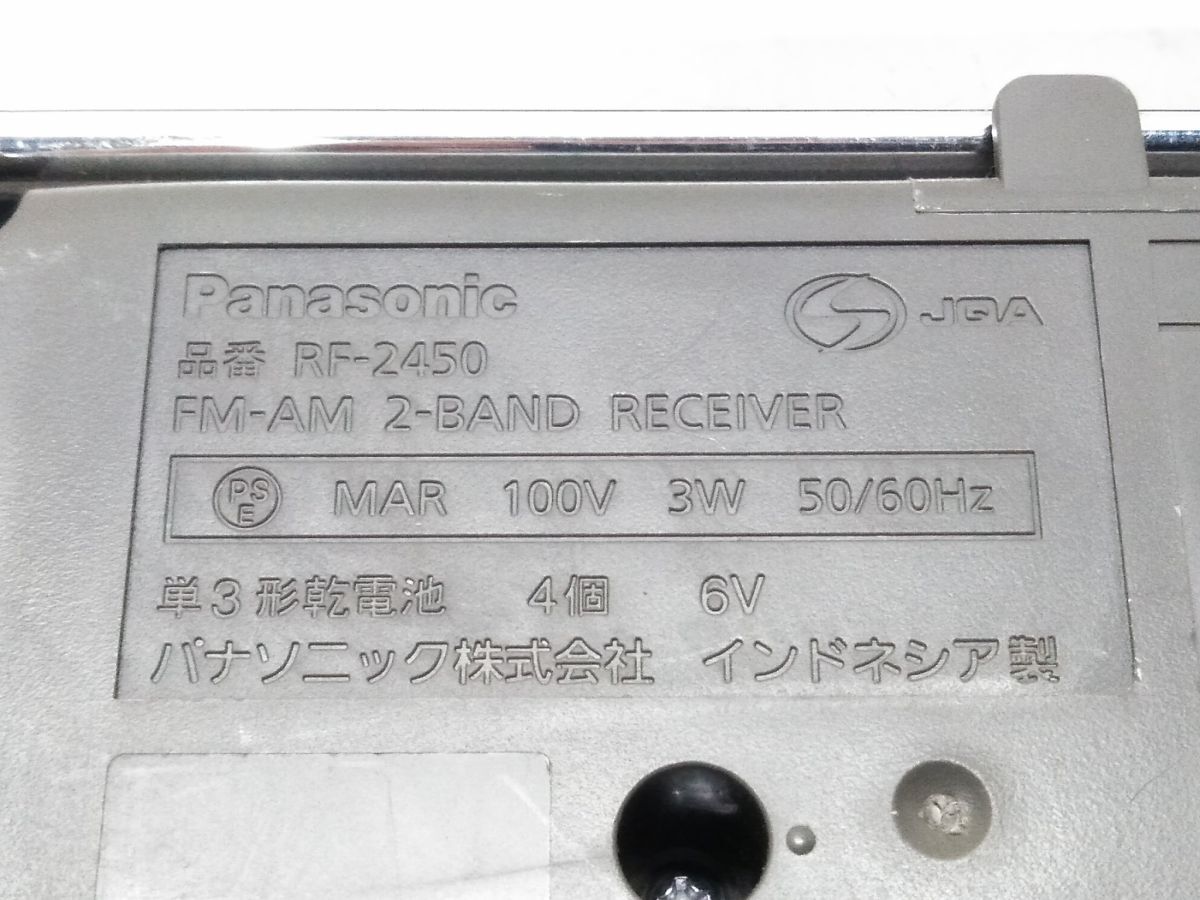 Panasonic
S JQA
品番 RF-2450
FM-AM 2-BAND RECEIVER
PSE MAR 100V 3W 50/60Hz
単3形乾電池 4個 6V
パナソニック株式会社 インドネシア製